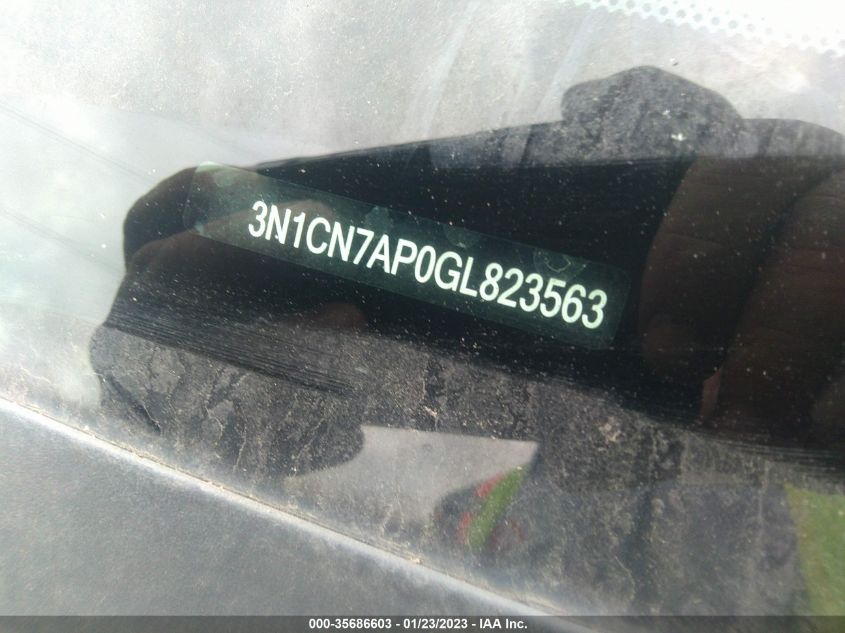 3N1CN7AP0GL823563
000-35686603 - 01/23/2023 - IAA Inc.